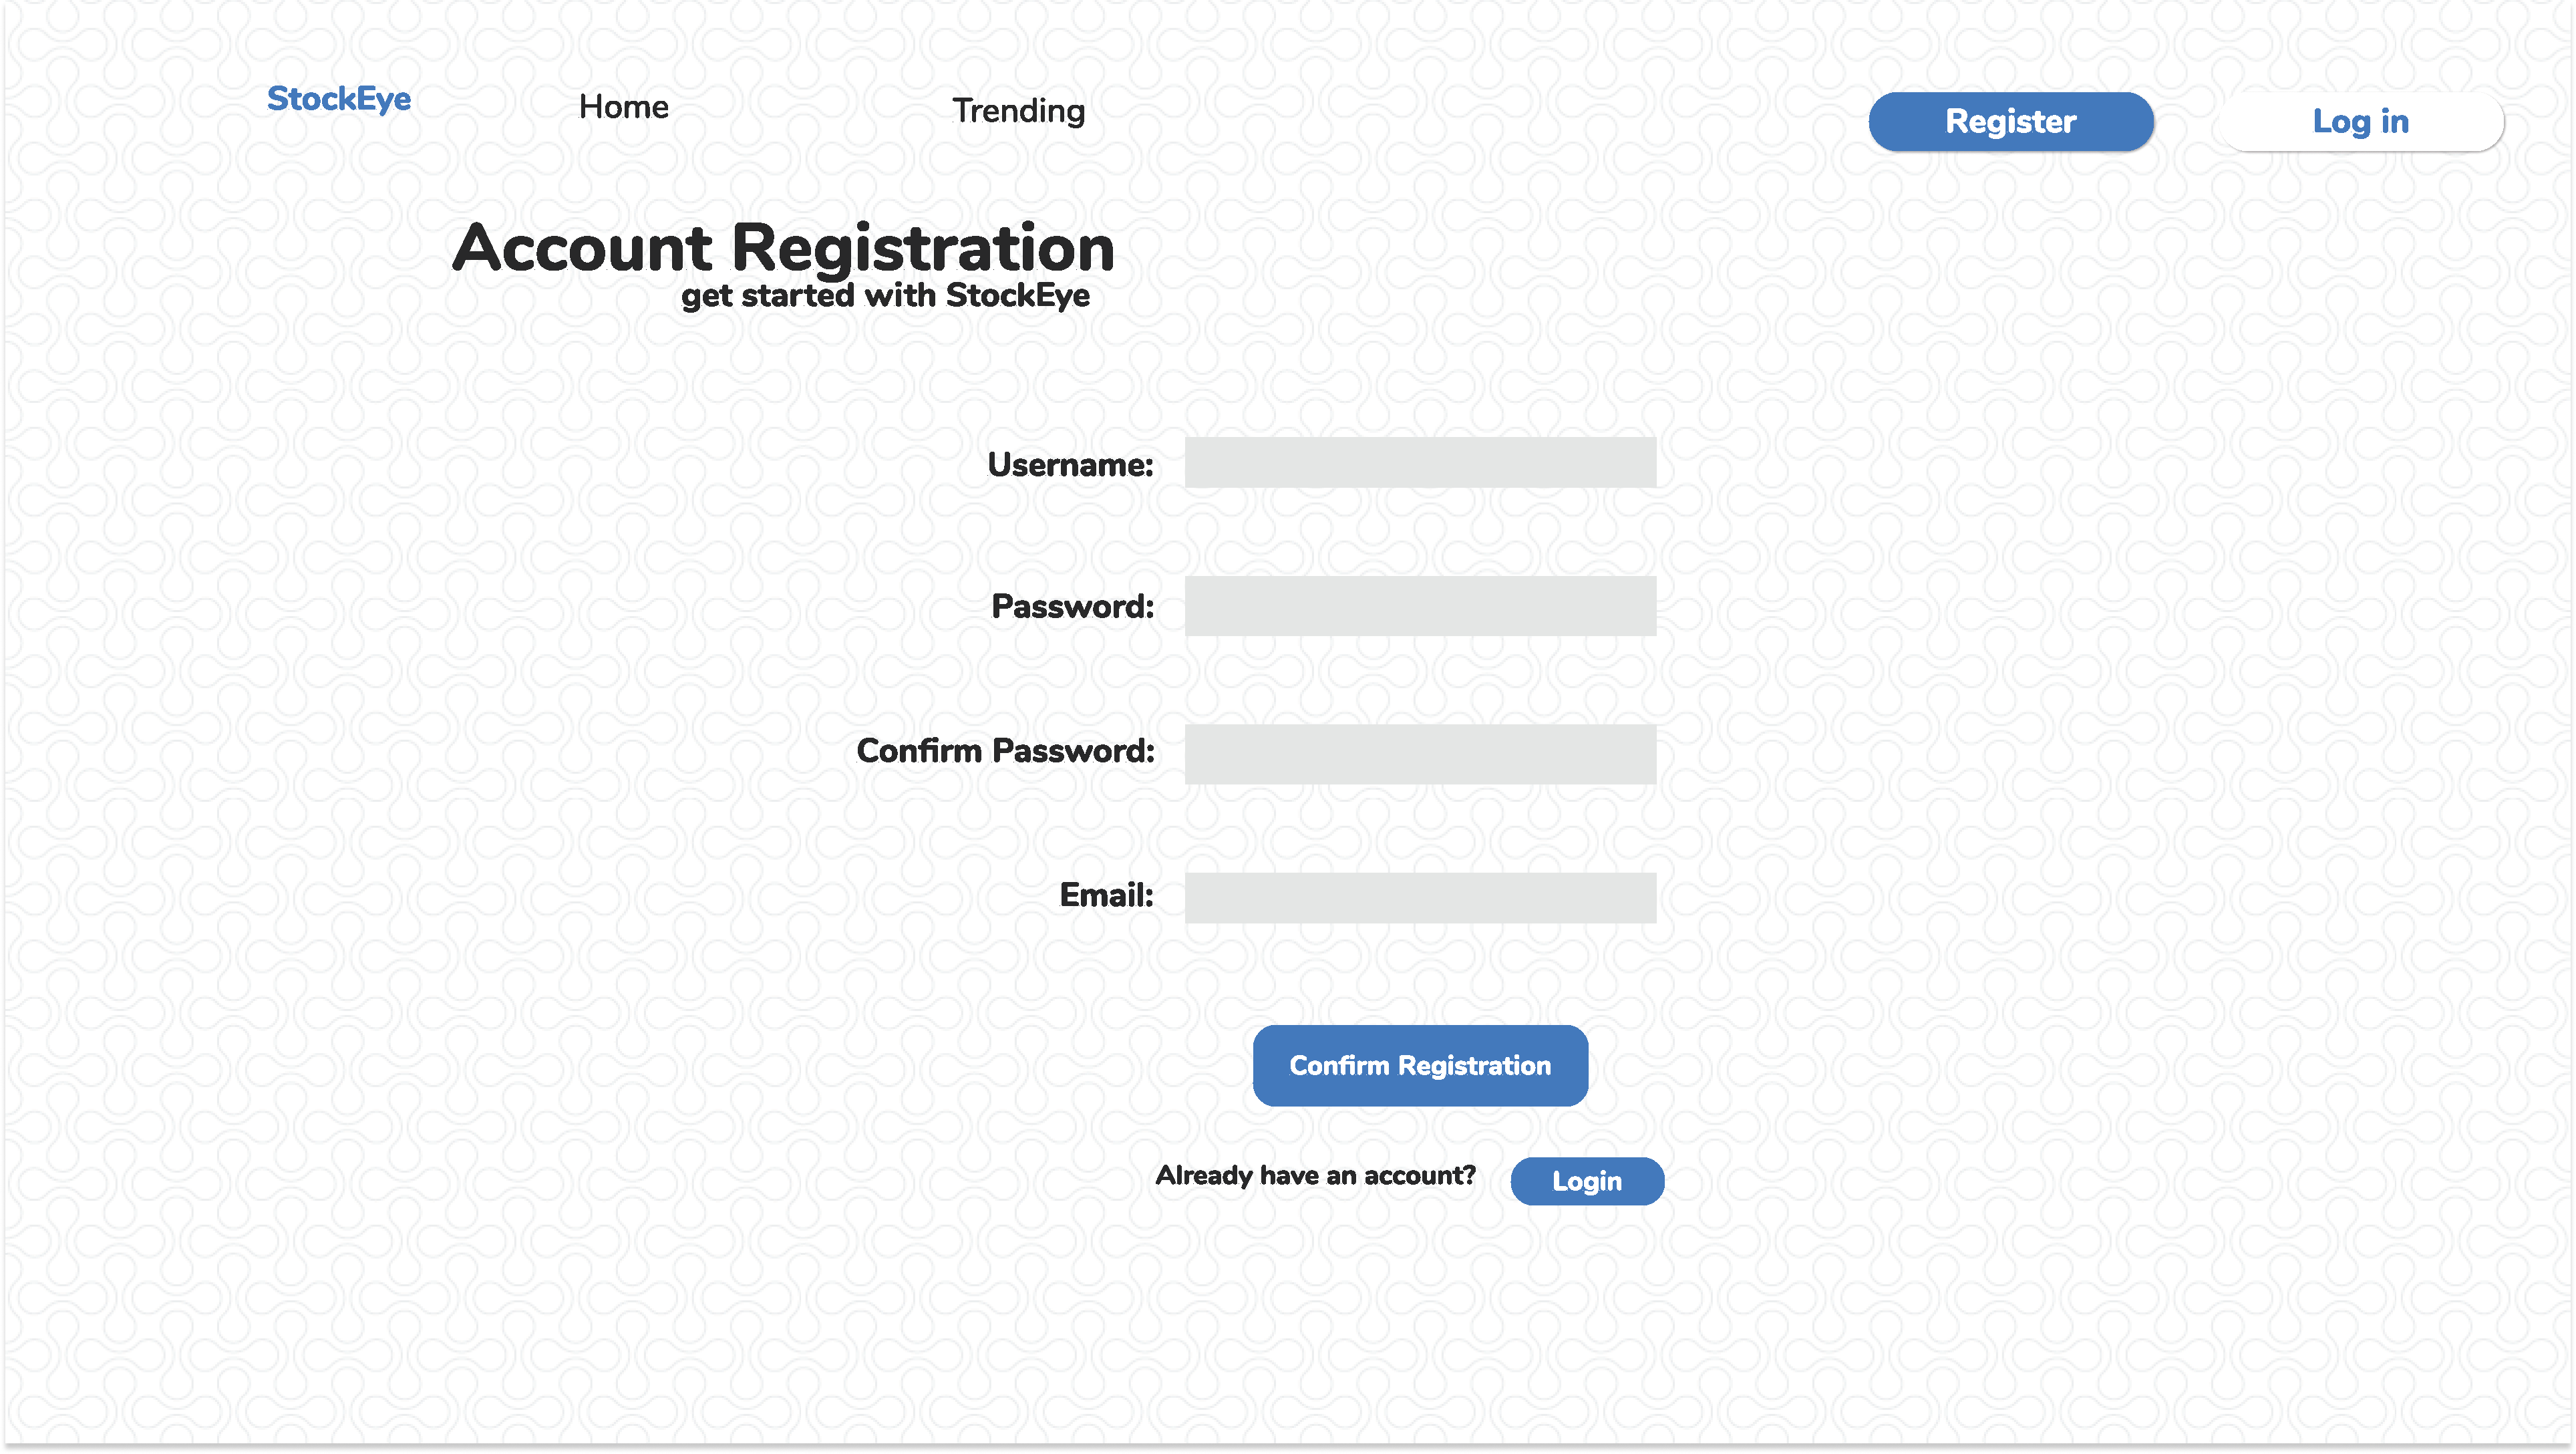 StockEye
Home
Trending
Register
Log in
Account Registration
get started with StockEye
Username:
Password:
Confirm Password:
Email:
Confirm Registration
Already have an account?
Login